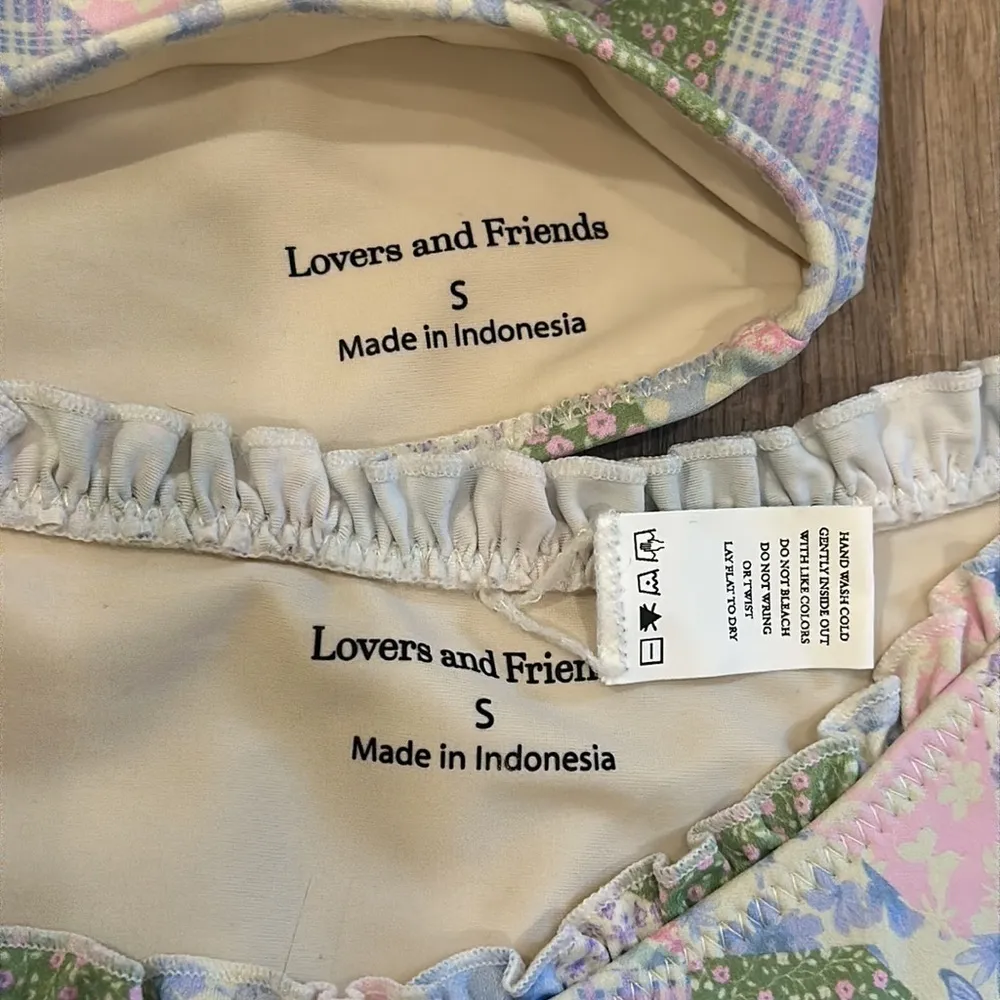 Lovers and Friends
S
Made in Indonesia
Lovers and Frien
S
Made in Indonesia
HAND WASH COLD
GENTLY INSIDE OUT
WITH LIKE COLORS
DO NOT BLEACH
DO NOT WRING
OR TWIST
LAY FLAT TO DRY